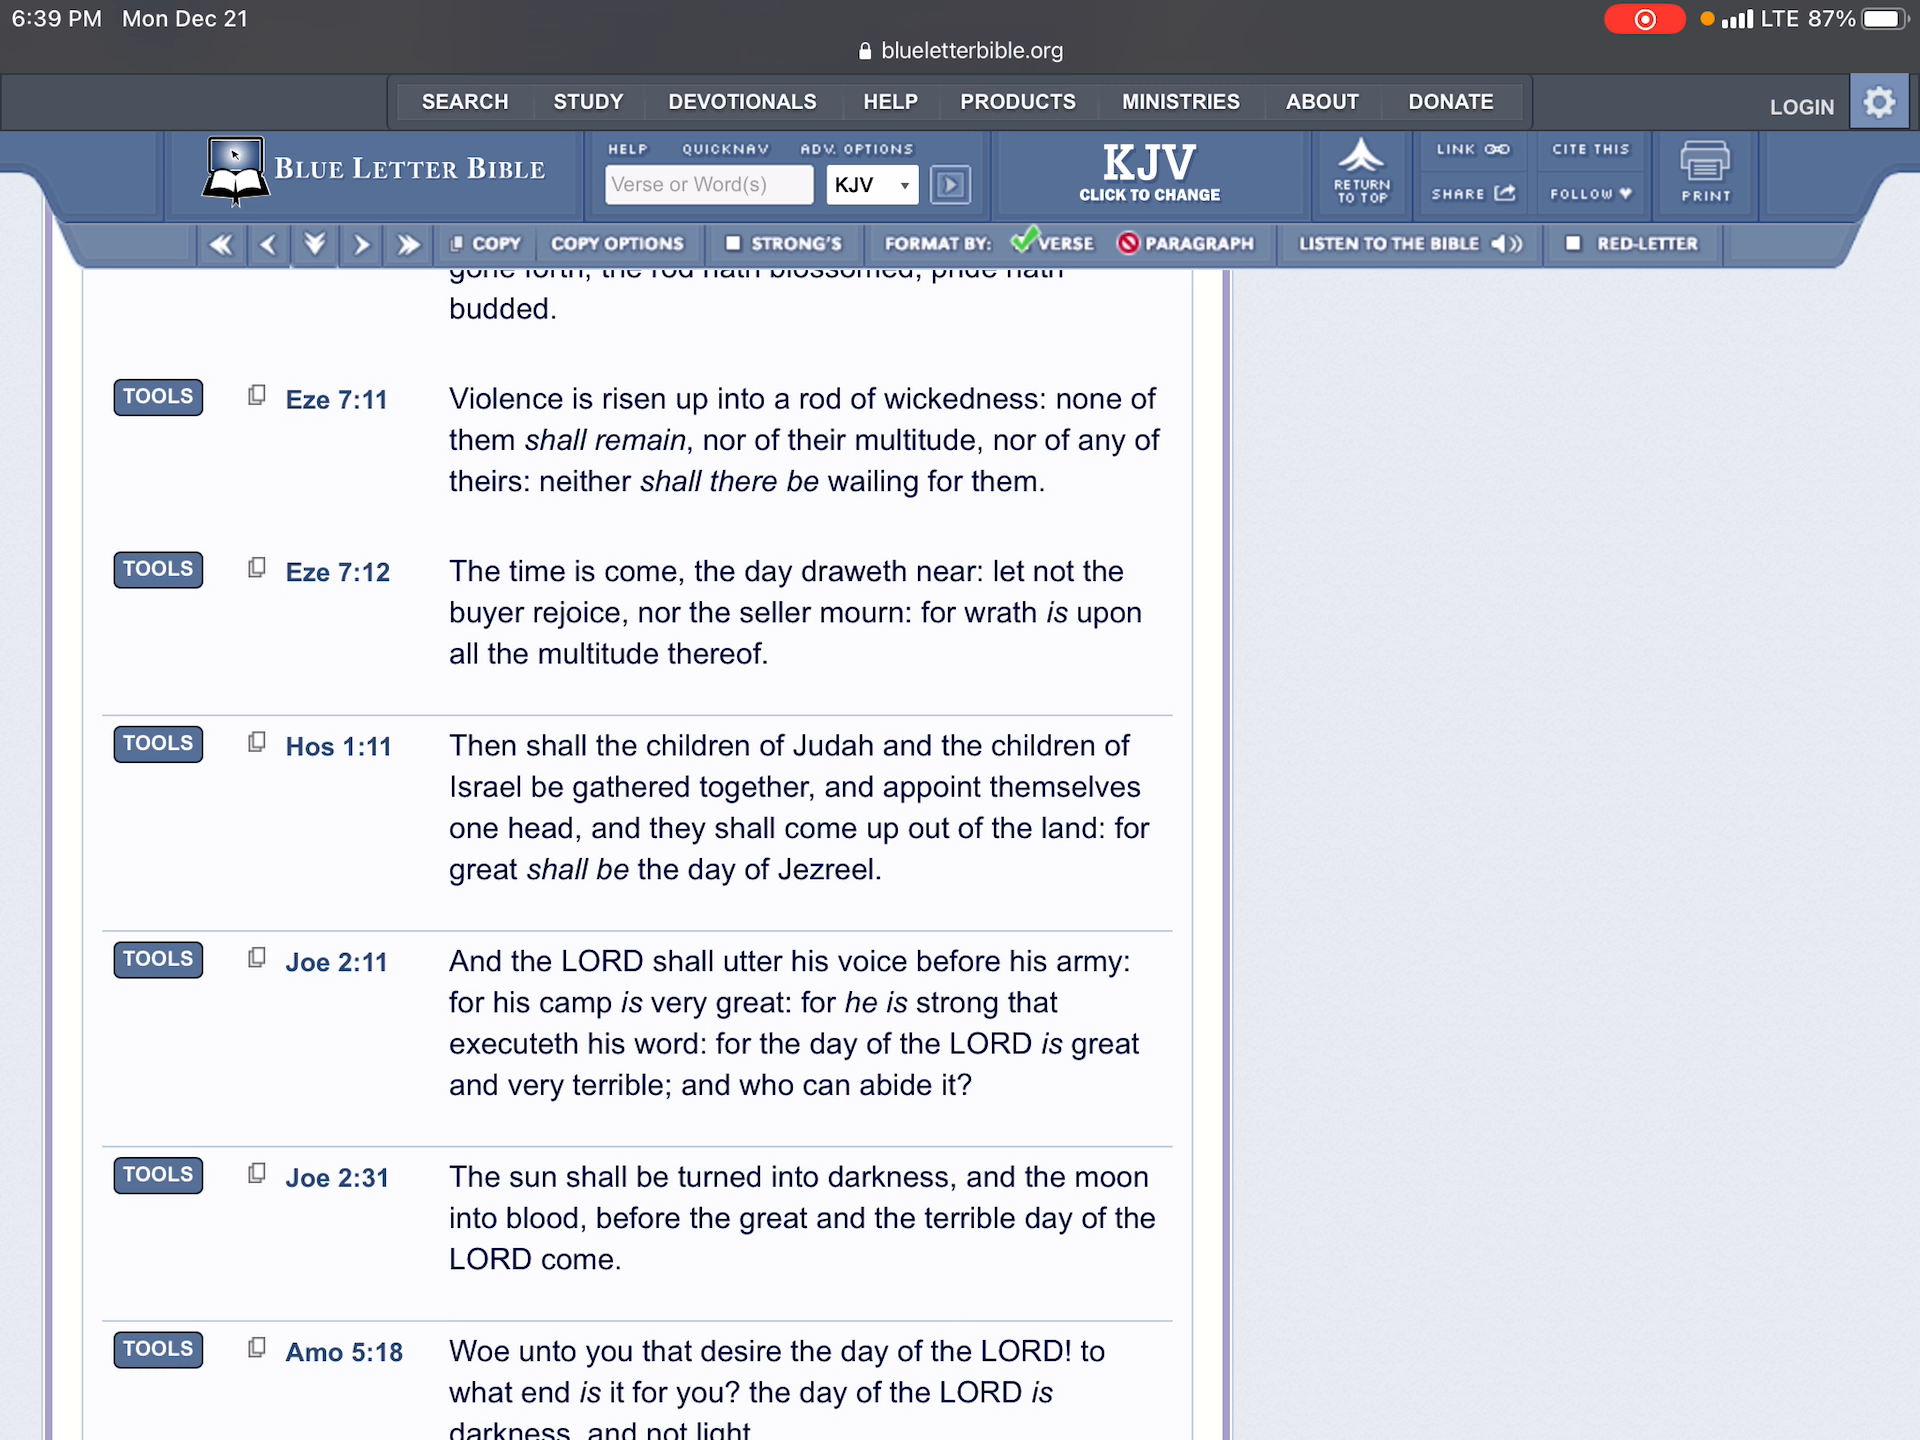 6:39 PM Mon Dec 21
LTE 87%
blueletterbible.org
SEARCH STUDY DEVOTIONALS HELP PRODUCTS MINISTRIES ABOUT DONATE
LOGIN
BLUE LETTER BIBLE
HELP QUICKNAV ADV. OPTIONS
Verse or Word(s)
KJV
KJV
CLICK TO CHANGE
RETURN
TO TOP
LINK
SHARE
CITE THIS
FOLLOW
PRINT
COPY COPY OPTIONS STRONG'S FORMAT BY: VERSE PARAGRAPH LISTEN TO THE BIBLE RED-LETTER
gone forth, the rod hath blossomed, pride hath
budded.
TOOLS Eze 7:11 Violence is risen up into a rod of wickedness: none of
them shall remain, nor of their multitude, nor of any of
theirs: neither shall there be wailing for them.
TOOLS Eze 7:12 The time is come, the day draweth near: let not the
buyer rejoice, nor the seller mourn: for wrath is upon
all the multitude thereof.
TOOLS Hos 1:11 Then shall the children of Judah and the children of
Israel be gathered together, and appoint themselves
one head, and they shall come up out of the land: for
great shall be the day of Jezreel.
TOOLS Joe 2:11 And the LORD shall utter his voice before his army:
for his camp is very great: for he is strong that
executeth his word: for the day of the LORD is great
and very terrible; and who can abide it?
TOOLS Joe 2:31 The sun shall be turned into darkness, and the moon
into blood, before the great and the terrible day of the
LORD come.
TOOLS Amo 5:18 Woe unto you that desire the day of the LORD! to
what end is it for you? the day of the LORD is
darkness, and not light.